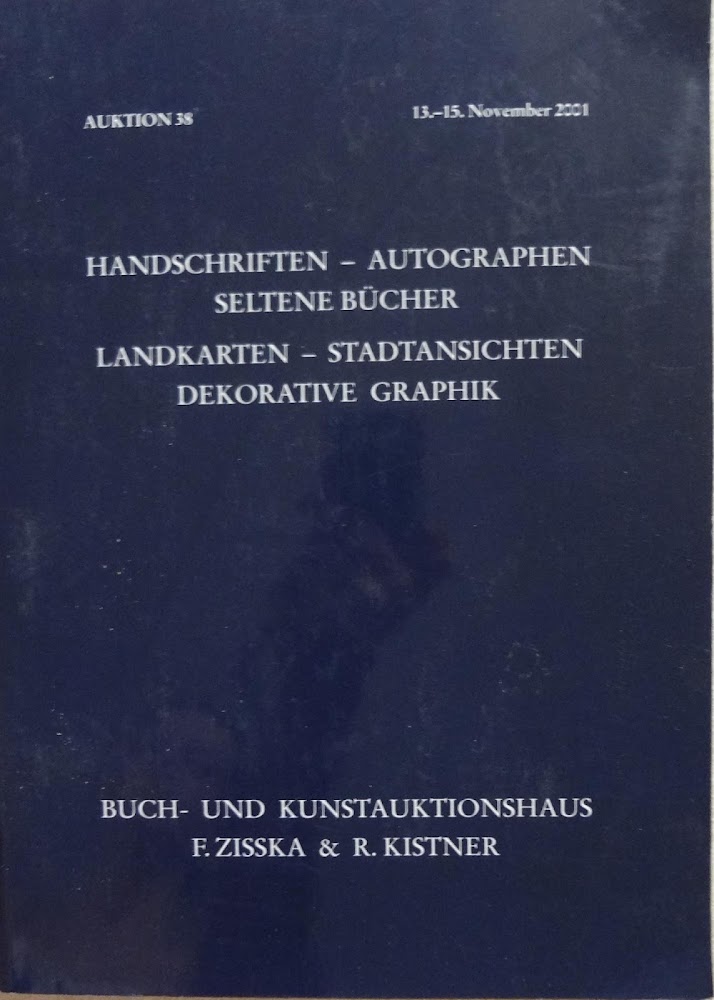 AUKTION 38
13.–15. November 2001
HANDSCHRIFTEN – AUTOGRAPHEN
SELTENE BÜCHER
LANDKARTEN – STADTANSICHTEN
DEKORATIVE GRAPHIK
BUCH- UND KUNSTAUKTIONSHAUS
F. ZISSKA & R. KISTNER